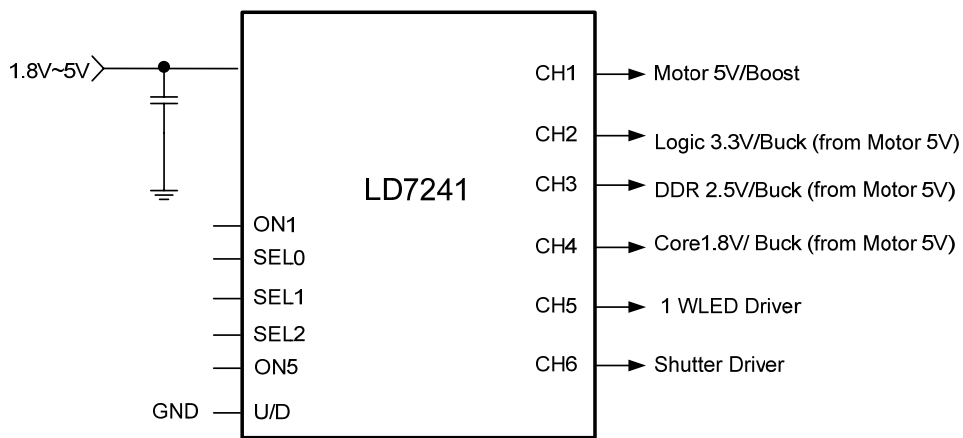 1.8V~5V
CH1
Motor 5V/Boost
CH2
Logic 3.3V/Buck (from Motor 5V)
LD7241
CH3
DDR 2.5V/Buck (from Motor 5V)
ON1
CH4
Core1.8V/ Buck (from Motor 5V)
SEL0
SEL1
CH5
1 WLED Driver
SEL2
ON5
CH6
Shutter Driver
GND
U/D